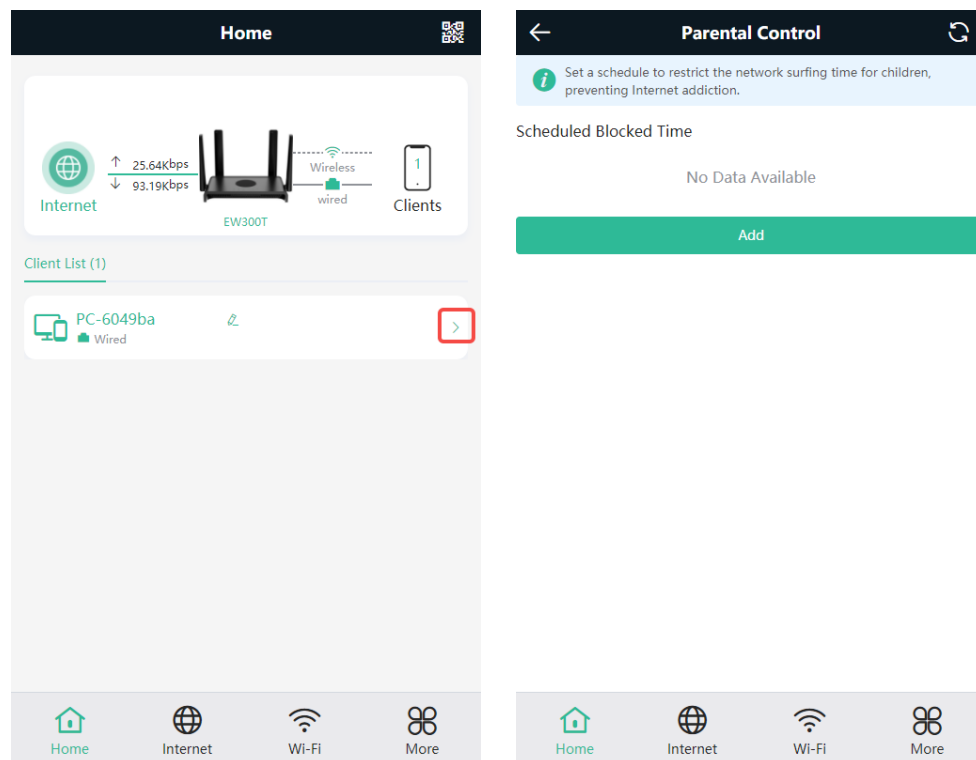 Home
25.64Kbps
93.19Kbps
Internet
EW300T
Wireless
wired
1
Clients
Client List (1)
PC-6049ba
Wired
Home
Internet
Wi-Fi
More
Parental Control
Set a schedule to restrict the network surfing time for children,
preventing Internet addiction.
Scheduled Blocked Time
No Data Available
Add
Home
Internet
Wi-Fi
More